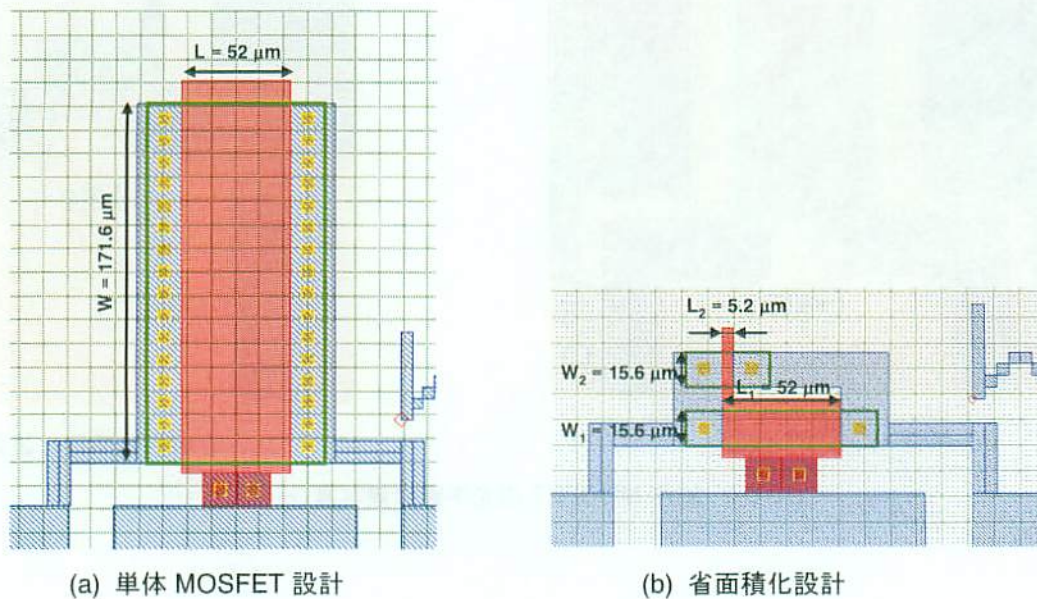 L = 52 μm
W = 171.6 μm
(a) 単体 MOSFET 設計
L₂ = 5.2 μm
W₂ = 15.6 μm
L₁ = 52 μm
W₁ = 15.6 μm
(b) 省面積化設計